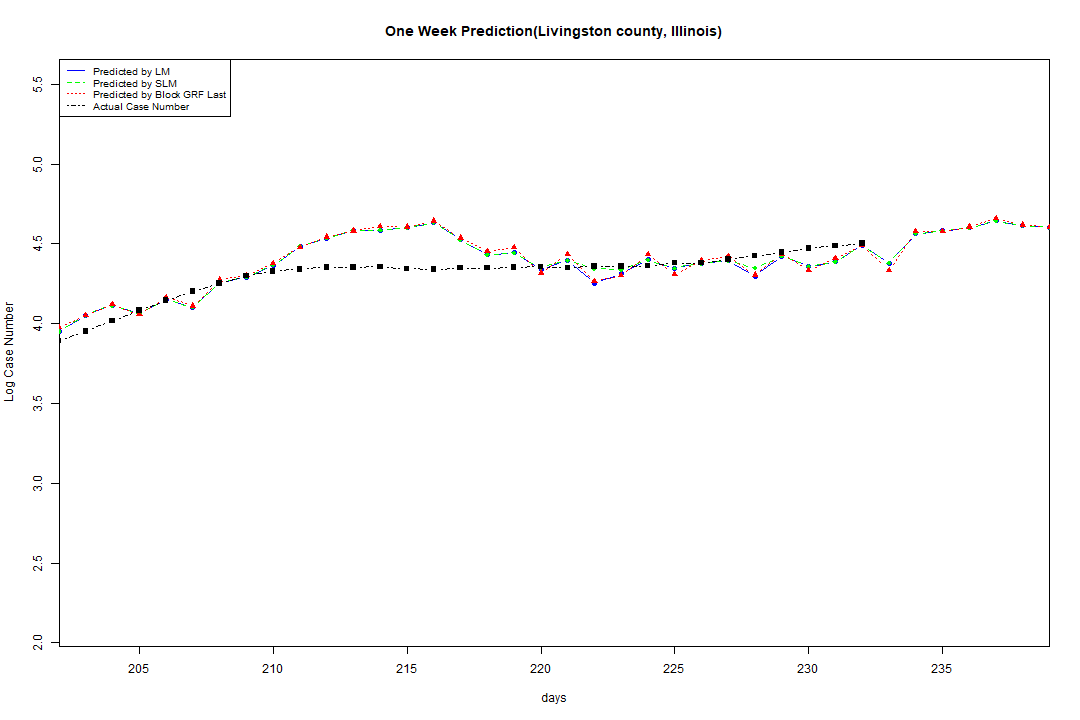 One Week Prediction(Livingston county, Illinois)
Predicted by LM
Predicted by SLM
Predicted by Block GRF Last
Actual Case Number
5.5
5.0
4.5
4.0
3.5
3.0
2.5
2.0
Log Case Number
205 210 215 220 225 230 235
days